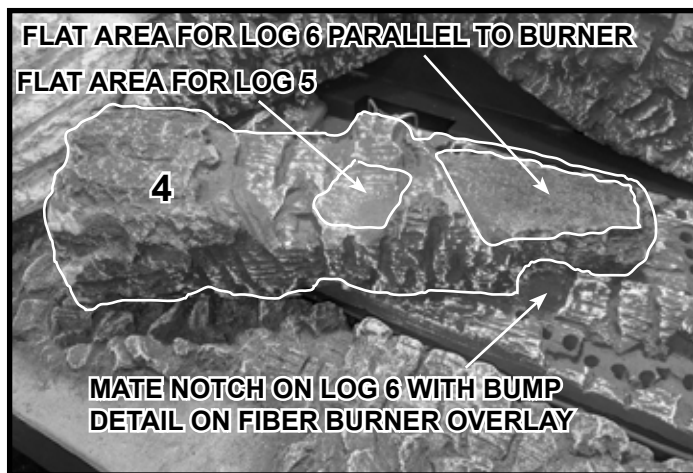 FLAT AREA FOR LOG 6 PARALLEL TO BURNER
FLAT AREA FOR LOG 5
4
MATE NOTCH ON LOG 6 WITH BUMP
DETAIL ON FIBER BURNER OVERLAY